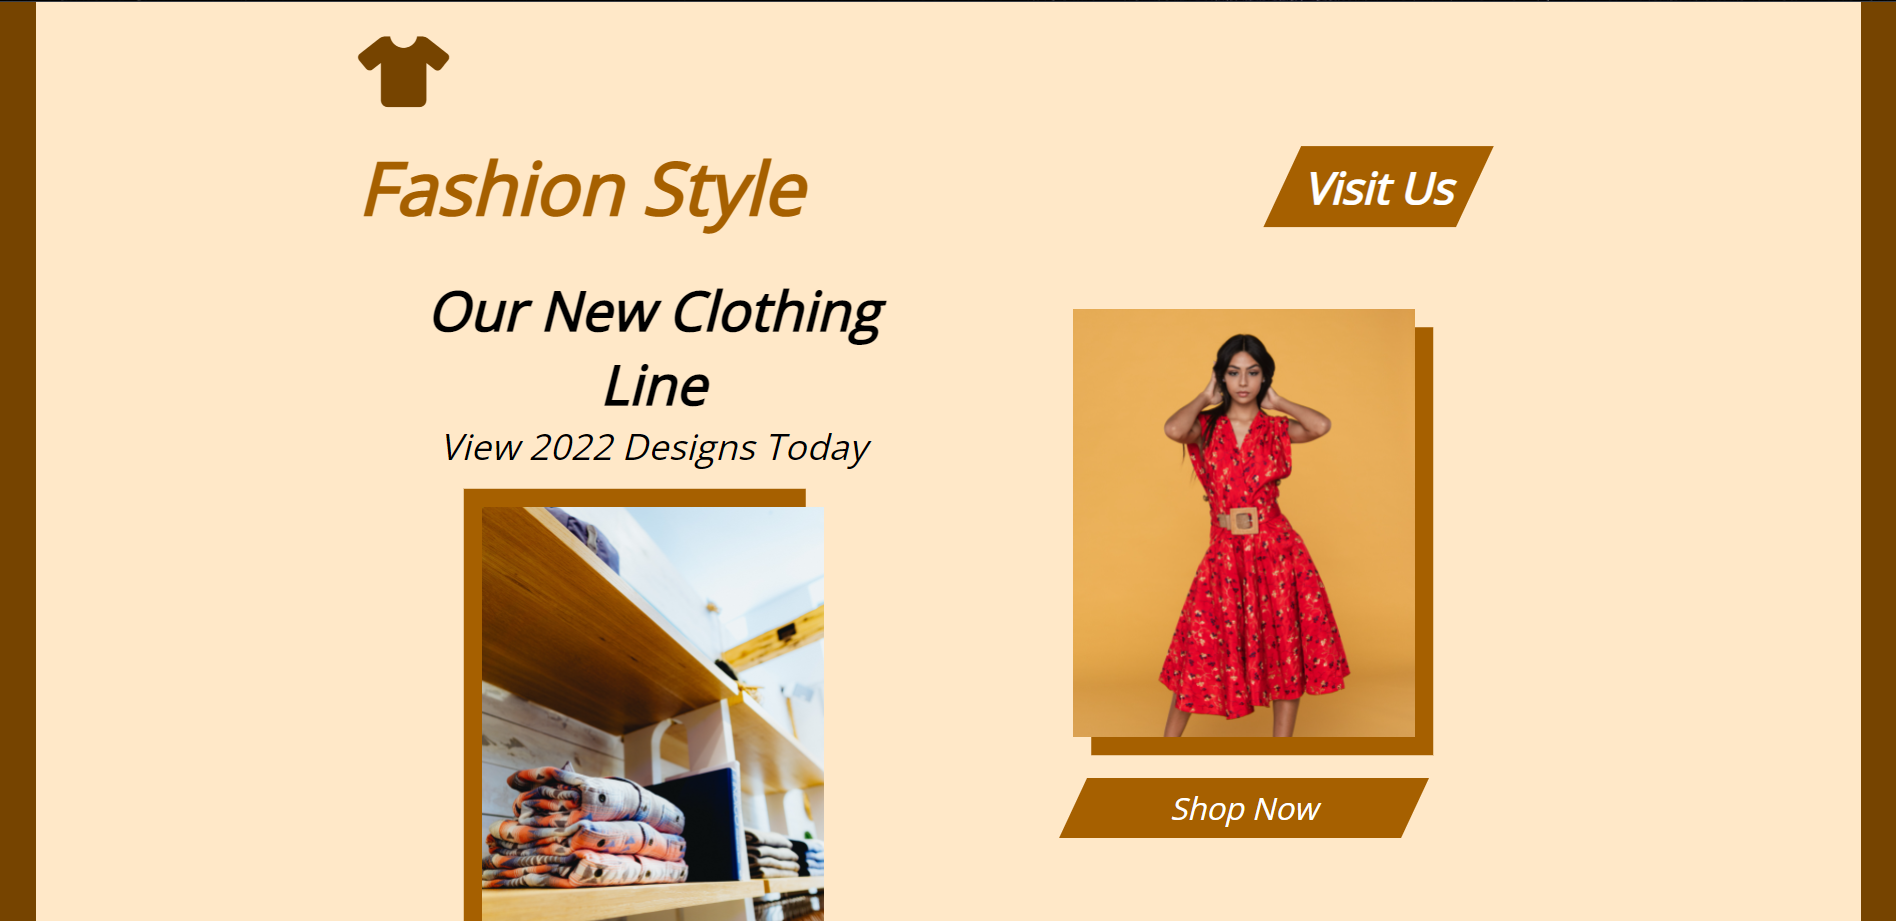 Fashion Style
Visit Us
Our New Clothing
Line
View 2022 Designs Today
Shop Now